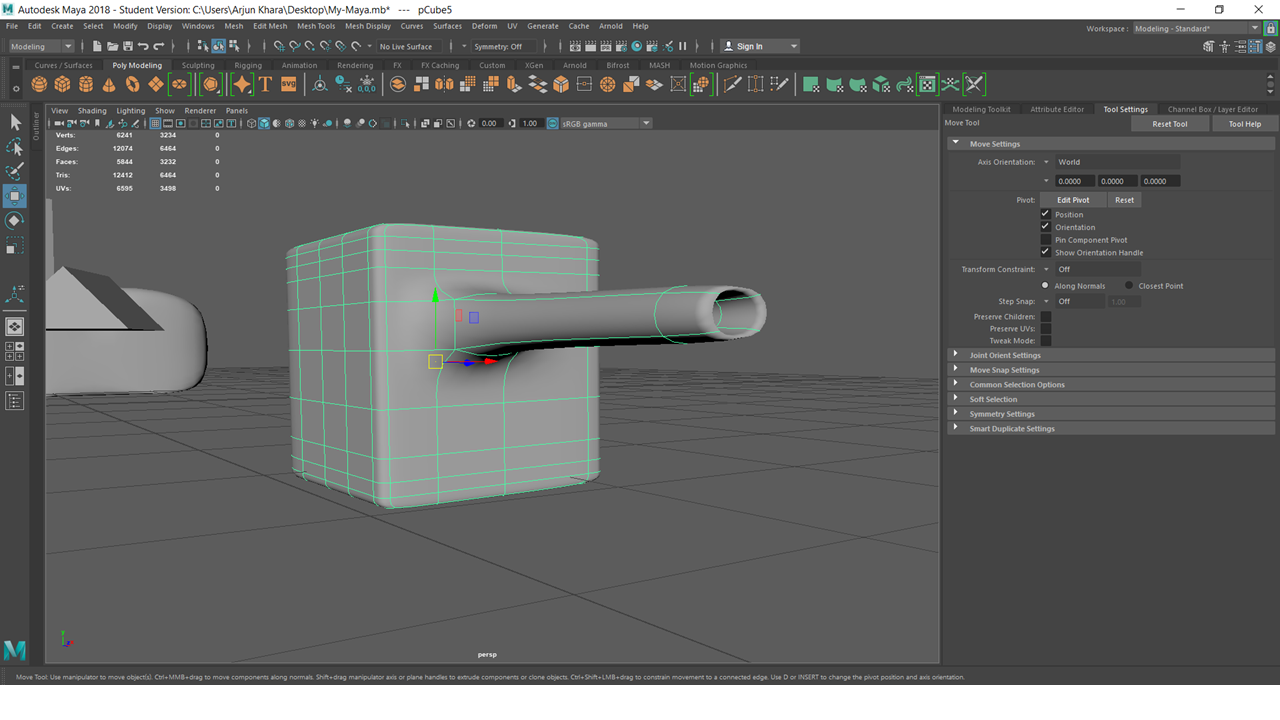 Autodesk Maya 2018 - Student Version: C:\Users\Arjun Khara\Desktop\My-Maya.mb* --- pCube5
File Edit Create Select Modify Display Windows Mesh Edit Mesh Mesh Tools Mesh Display Curves Surfaces Deform UV Generate Cache Arnold Help
Workspace : Modeling - Standard*
Modeling No Live Surface Symmetry: Off Sign In
Curves / Surfaces Poly Modeling Sculpting Rigging Animation Rendering FX FX Caching Custom XGen Arnold Bifrost MASH Motion Graphics
SVG
Outliner
View Shading Lighting Show Renderer Panels
0.00 1.00 sRGB gamma
Verts: 6241 3234 0
Edges: 12074 6464 0
Faces: 5844 3232 0
Tris: 12412 6464 0
UVs: 6595 3498 0
persp
Modeling Toolkit Attribute Editor Tool Settings Channel Box / Layer Editor
Move Tool Reset Tool Tool Help
Move Settings
Axis Orientation: World
0.0000 0.0000 0.0000
Pivot: Edit Pivot Reset
Position
Orientation
Pin Component Pivot
Show Orientation Handle
Transform Constraint: Off
Along Normals Closest Point
Step Snap: Off 1.00
Preserve Children:
Preserve UVs:
Tweak Mode:
Joint Orient Settings
Move Snap Settings
Common Selection Options
Soft Selection
Symmetry Settings
Smart Duplicate Settings
Move Tool: Use manipulator to move object(s). Ctrl+MMB+drag to move components along normals. Shift+drag manipulator axis or plane handles to extrude components or clone objects. Ctrl+Shift+LMB+drag to constrain movement to a connected edge. Use D or INSERT to change the pivot position and axis orientation.